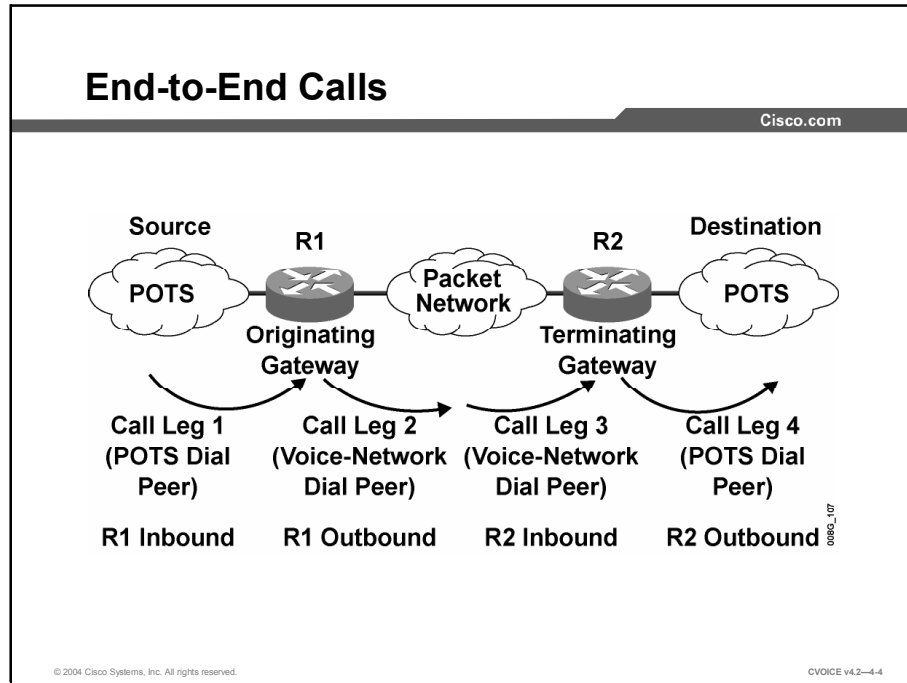 End-to-End Calls
Cisco.com
Source
R1
R2
Destination
POTS
Packet
Network
POTS
Originating
Gateway
Terminating
Gateway
Call Leg 1
(POTS Dial
Peer)
Call Leg 2
(Voice-Network
Dial Peer)
Call Leg 3
(Voice-Network
Dial Peer)
Call Leg 4
(POTS Dial
Peer)
R1 Inbound
R1 Outbound
R2 Inbound
R2 Outbound
008G_107
© 2004 Cisco Systems, Inc. All rights reserved.
CVOICE v4.2—4-4